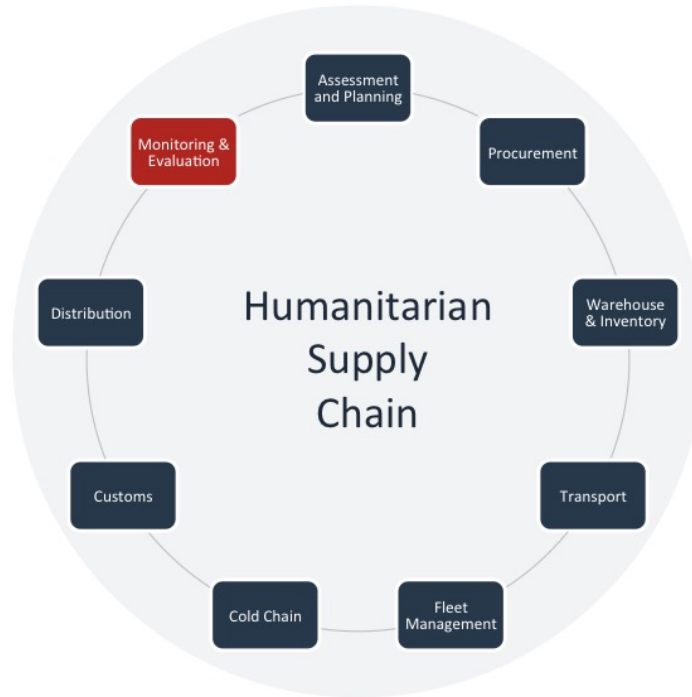 Assessment
and Planning
Procurement
Warehouse
& Inventory
Transport
Fleet
Management
Cold Chain
Customs
Distribution
Monitoring &
Evaluation
Humanitarian
Supply
Chain